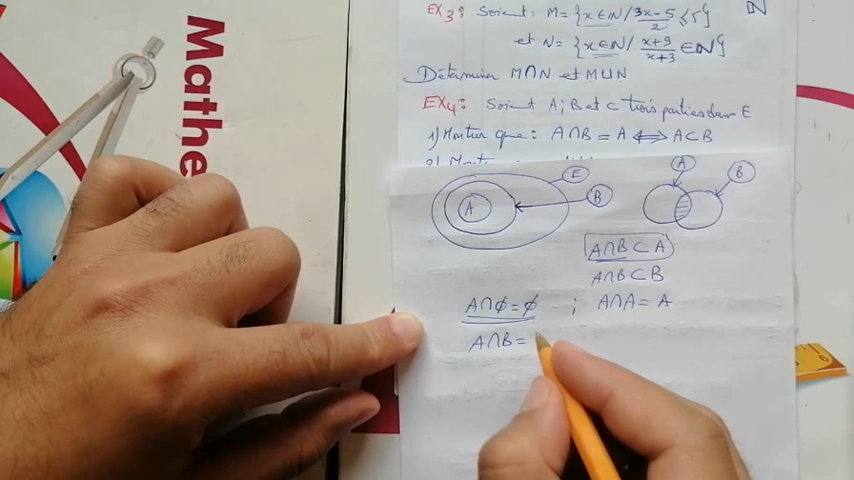 Mathe
EX3: Soient: M = {x ∈ ℕ / 3x-5/2 ≤ 5}
ℕ
et N = {x ∈ ℕ / x+9/x+3 ∈ ℕ}
Déterminer M∩N et M∪N
EX4: Soient A; B et C trois parties dans E
1) Montrer que: A∩B = A ⟺ A⊂B
E
A
B
A
B
A∩B ⊂ A
A∩B ⊂ B
A∩∅ = ∅ ; A∩A = A
A∩B =